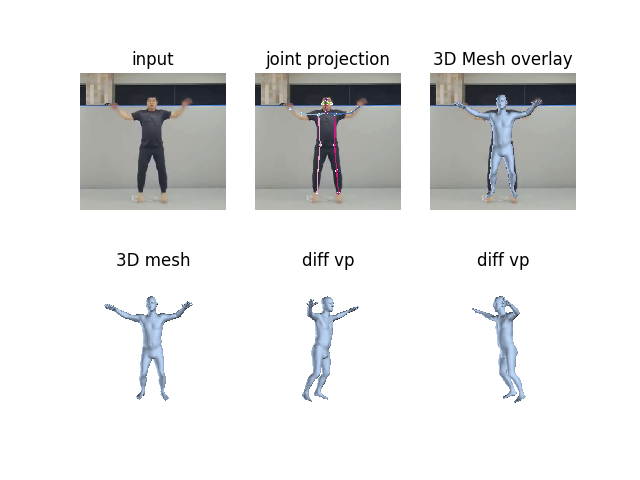 input
joint projection
3D Mesh overlay
3D mesh
diff vp
diff vp